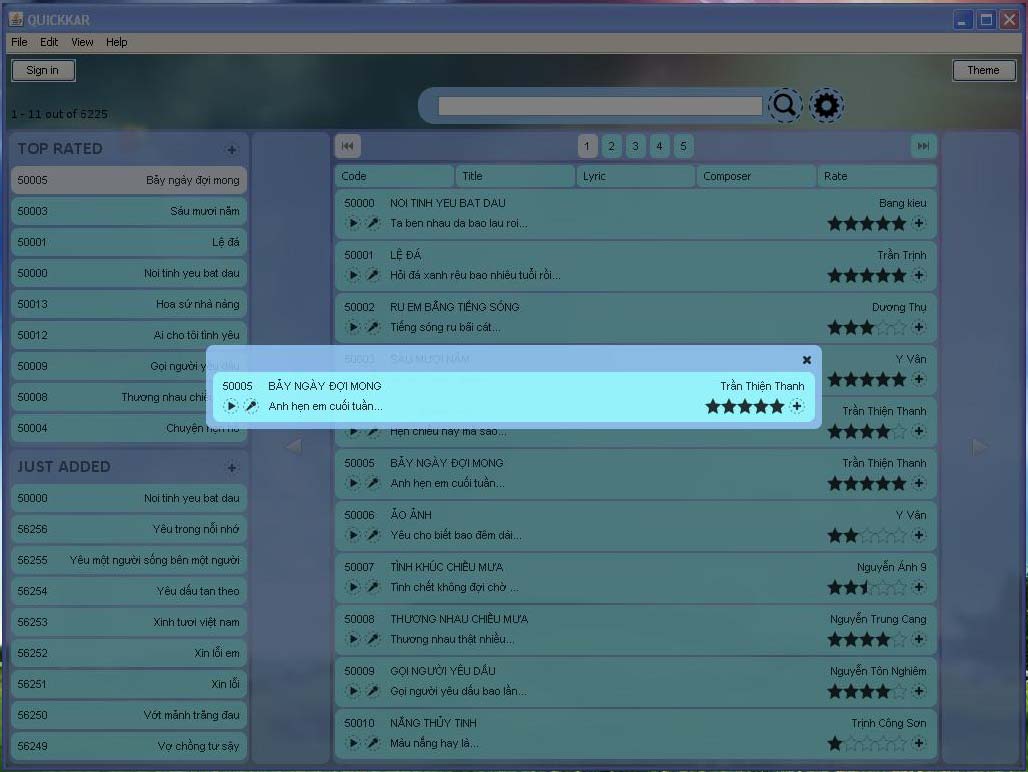 QUICKKAR
File Edit View Help
Sign in
Theme
1 - 11 out of 6225
TOP RATED +
50005 Bảy ngày đợi mong
50003 Sáu mươi năm
50001 Lệ đá
50000 Noi tinh yeu bat dau
50013 Hoa sứ nhà nàng
50012 Ai cho tôi tình yêu
50009 Gọi người yêu dấu
50008 Thương nhau chiề
50004 Chuyện hẹn hò
JUST ADDED +
50000 Noi tinh yeu bat dau
56256 Yêu trong nỗi nhớ
56255 Yêu một người sống bên một người
56254 Yêu dấu tan theo
56253 Xinh tươi việt nam
56252 Xin lỗi em
56251 Xin lỗi
56250 Vớt mảnh trăng đau
56249 Vợ chồng tư sậy
1 2 3 4 5
Code Title Lyric Composer Rate
50000 NOI TINH YEU BAT DAU Bang kieu
Ta ben nhau da bao lau roi...
50001 LỆ ĐÁ Trần Trịnh
Hỏi đá xanh rêu bao nhiêu tuổi rồi...
50002 RU EM BẰNG TIẾNG SÓNG Dương Thụ
Tiếng sóng ru bãi cát...
50003 SÁU MƯƠI NĂM Y Vân
50005 BẢY NGÀY ĐỢI MONG Trần Thiện Thanh
Anh hẹn em cuối tuần...
Trần Thiện Thanh
Hẹn chiều nay mà sao...
50005 BẢY NGÀY ĐỢI MONG Trần Thiện Thanh
Anh hẹn em cuối tuần...
50006 ẢO ẢNH Y Vân
Yêu cho biết bao đêm dài...
50007 TÌNH KHÚC CHIỀU MƯA Nguyễn Ánh 9
Tình chết không đợi chờ ...
50008 THƯƠNG NHAU CHIỀU MƯA Nguyễn Trung Cang
Thương nhau thật nhiều...
50009 GỌI NGƯỜI YÊU DẤU Nguyễn Tôn Nghiêm
Gọi người yêu dấu bao lần...
50010 NẮNG THỦY TINH Trịnh Công Sơn
Màu nắng hay là...